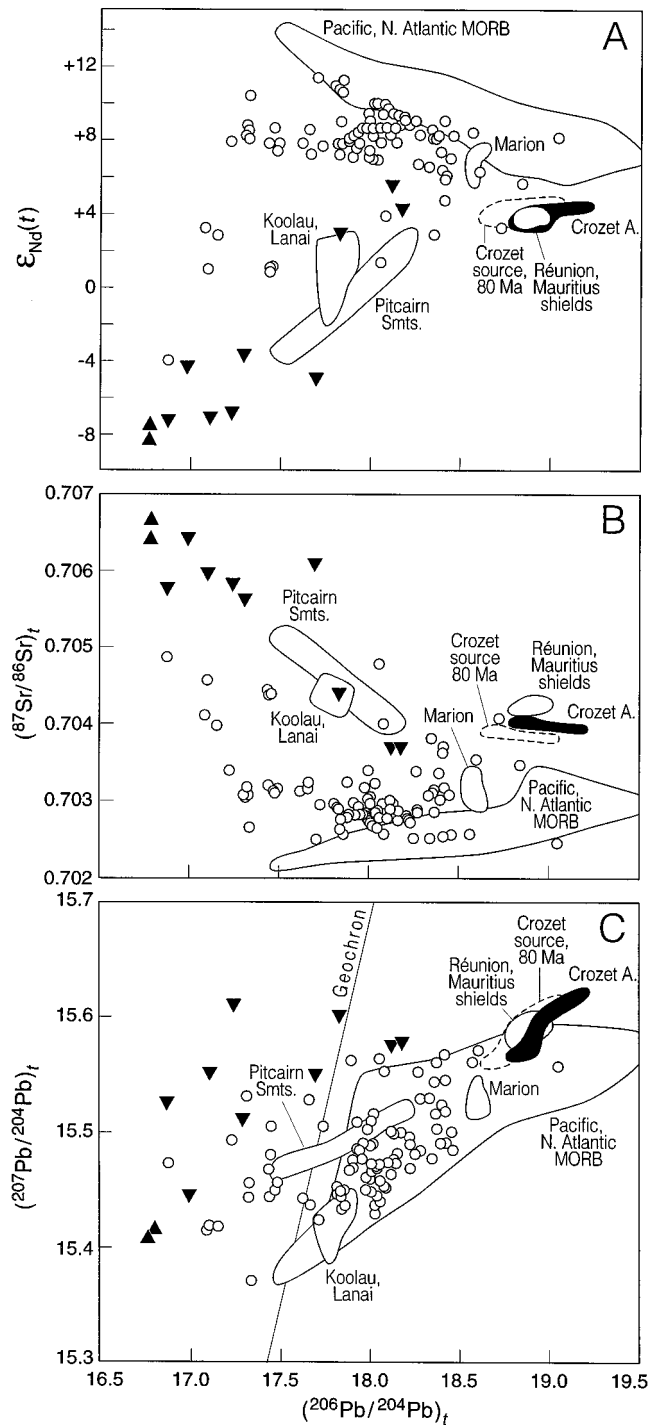 Pacific, N. Atlantic MORB
A
+12
+8
+4
0
-4
-8
εNd(t)
Marion
Koolau,
Lanai
Crozet A.
Crozet
source,
80 Ma
Réunion,
Mauritius
shields
Pitcairn
Smts.
0.707
B
0.706
0.705
0.704
0.703
0.702
(87Sr/86Sr)t
Pitcairn
Smts.
Koolau,
Lanai
Crozet
source
80 Ma
Réunion,
Mauritius
shields
Marion
Crozet A.
Pacific,
N. Atlantic
MORB
15.7
C
15.6
15.5
15.4
15.3
(207Pb/204Pb)t
Geochron
Crozet
source,
80 Ma
Réunion,
Mauritius
shields
Crozet A.
Pitcairn
Smts.
Marion
Pacific,
N. Atlantic
MORB
Koolau,
Lanai
16.5 17.0 17.5 18.0 18.5 19.0 19.5
(206Pb/204Pb)t